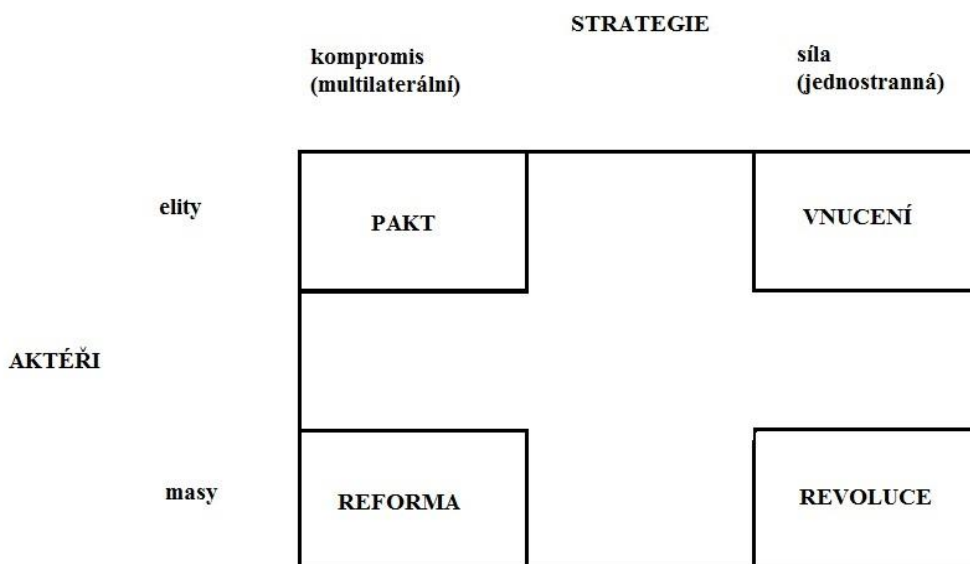 STRATEGIE
kompromis
(multilaterální)
síla
(jednostranná)
elity
PAKT
VNUCENÍ
AKTÉŘI
masy
REFORMA
REVOLUCE